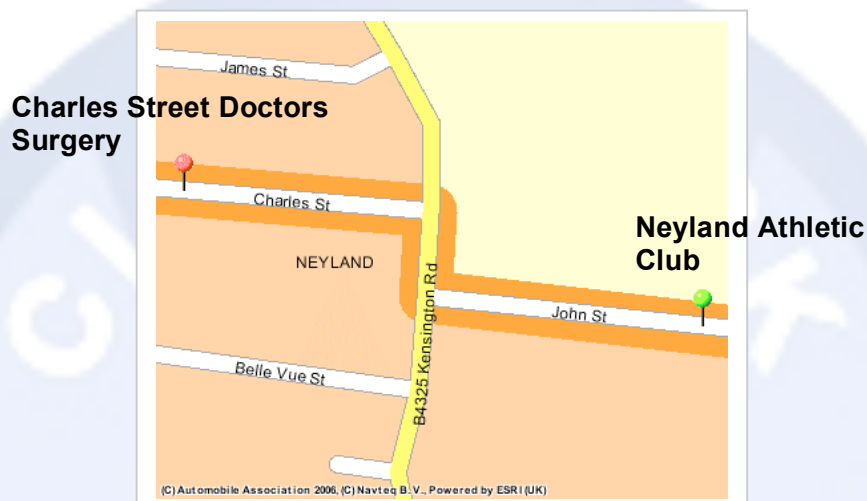 James St
Charles Street Doctors
Surgery
Charles St
Neyland Athletic
Club
NEYLAND
B4325 Kensington Rd
John St
Belle Vue St
(C) Automobile Association 2006, (C) Navteq B.V., Powered by ESRI (UK)